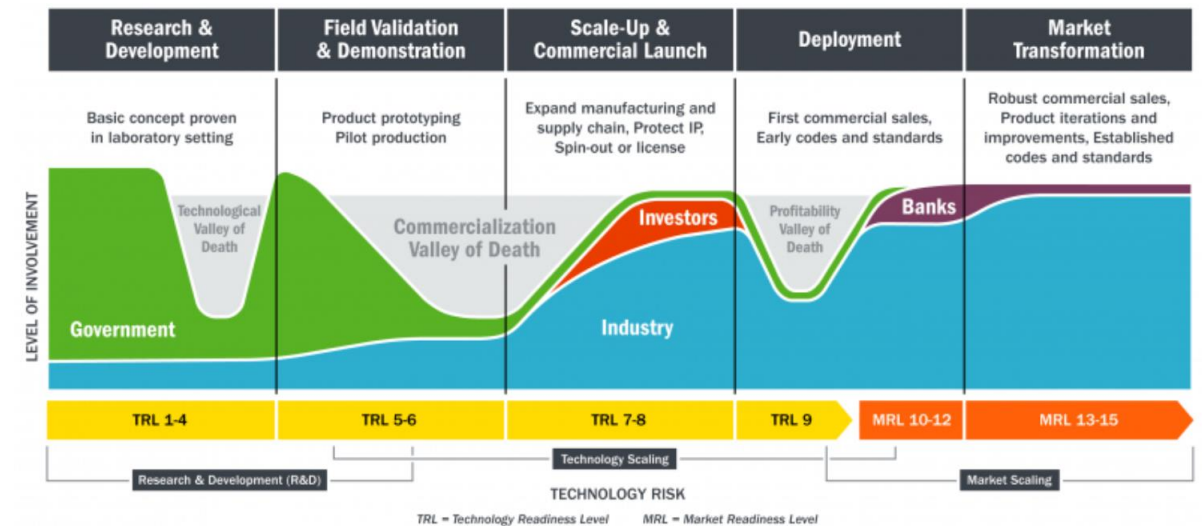 Research &
Development
Field Validation
& Demonstration
Scale-Up &
Commercial Launch
Deployment
Market
Transformation
Basic concept proven
in laboratory setting
Product prototyping
Pilot production
Expand manufacturing and
supply chain, Protect IP,
Spin-out or license
First commercial sales,
Early codes and standards
Robust commercial sales,
Product iterations and
improvements, Established
codes and standards
LEVEL OF INVOLVEMENT
Technological
Valley of
Death
Commercialization
Valley of Death
Investors
Profitability
Valley of
Death
Banks
Government
Industry
TRL 1-4
TRL 5-6
TRL 7-8
TRL 9
MRL 10-12
MRL 13-15
Technology Scaling
Research & Development (R&D)
Market Scaling
TECHNOLOGY RISK
TRL = Technology Readiness Level
MRL = Market Readiness Level